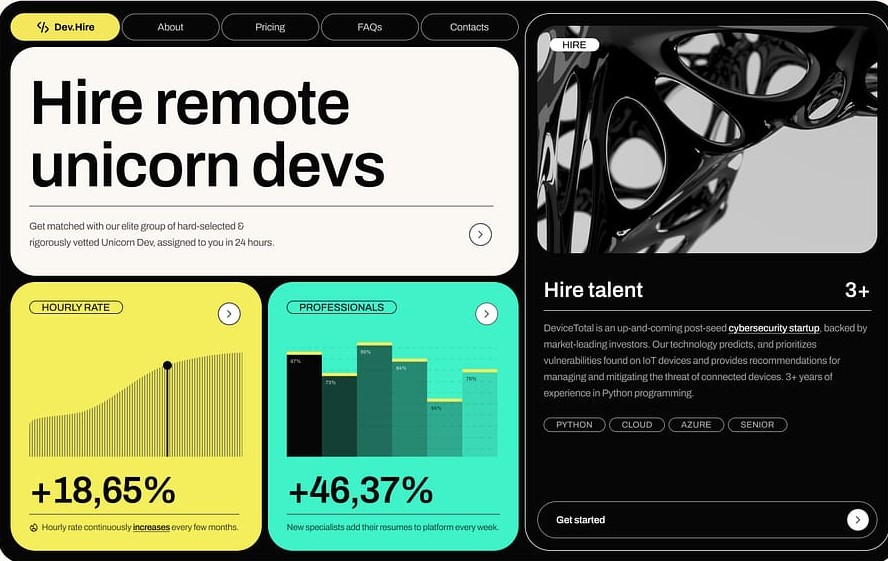 Dev.Hire
About
Pricing
FAQs
Contacts
Hire remote
unicorn devs
Get matched with our elite group of hard-selected &
rigorously vetted Unicorn Dev, assigned to you in 24 hours.
HOURLY RATE
+18,65%
Hourly rate continuously increases every few months.
PROFESSIONALS
87%
73%
84%
76%
+46,37%
New specialists add their resumes to platform every week.
HIRE
Hire talent
3+
DeviceTotal is an up-and-coming post-seed cybersecurity startup, backed by
market-leading investors. Our technology predicts, and prioritizes
vulnerabilities found on IoT devices and provides recommendations for
managing and mitigating the threat of connected devices. 3+ years of
experience in Python programming.
PYTHON
CLOUD
AZURE
SENIOR
Get started